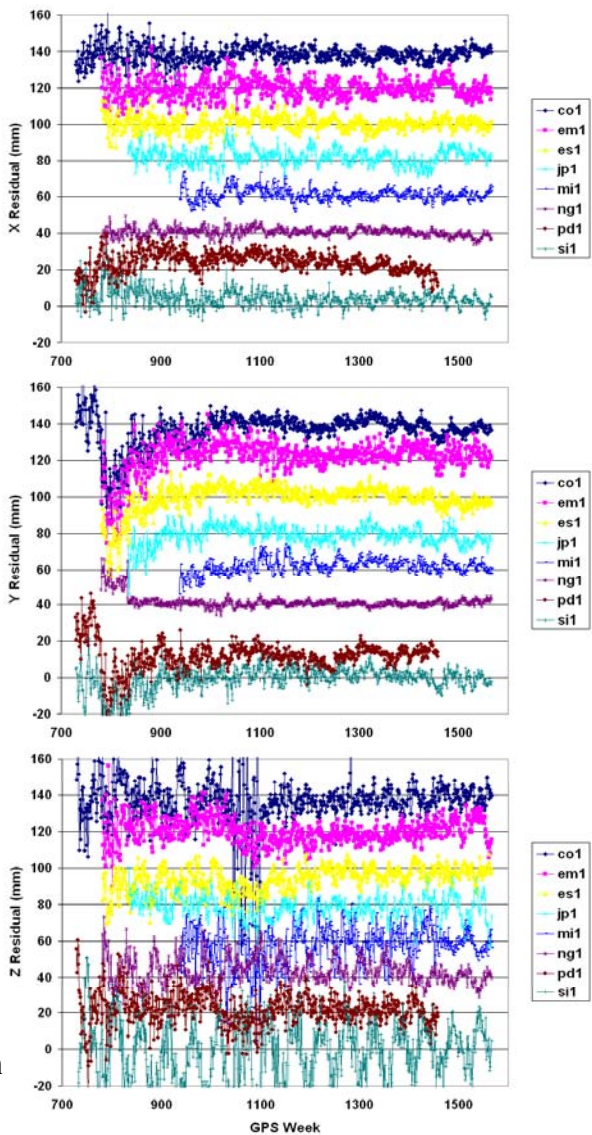 160
140
120
100
80
60
40
20
0
-20
X Residual (mm)
700 900 1100 1300 1500
co1
em1
es1
jp1
mi1
ng1
pd1
si1
160
140
120
100
80
60
40
20
0
-20
Y Residual (mm)
700 900 1100 1300 1500
co1
em1
es1
jp1
mi1
ng1
pd1
si1
160
140
120
100
80
60
40
20
0
-20
Z Residual (mm)
700 900 1100 1300 1500
GPS Week
co1
em1
es1
jp1
mi1
ng1
pd1
si1